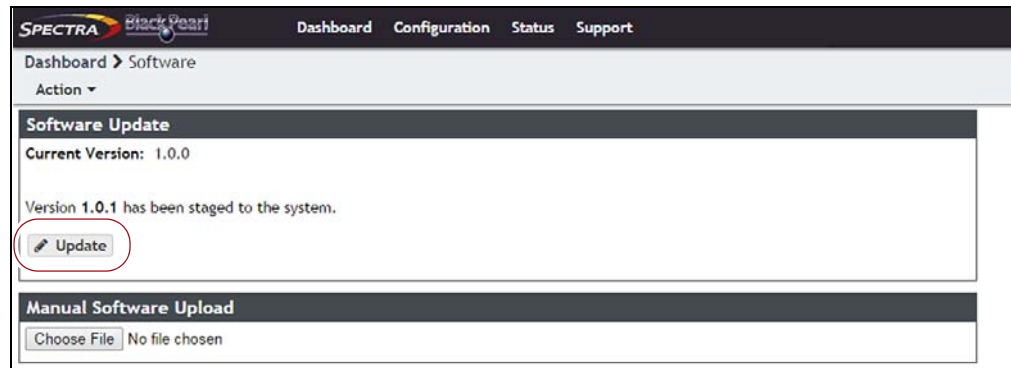 SPECTRA BlackPearl Dashboard Configuration Status Support
Dashboard > Software
Action
Software Update
Current Version: 1.0.0
Version 1.0.1 has been staged to the system.
Update
Manual Software Upload
Choose File No file chosen